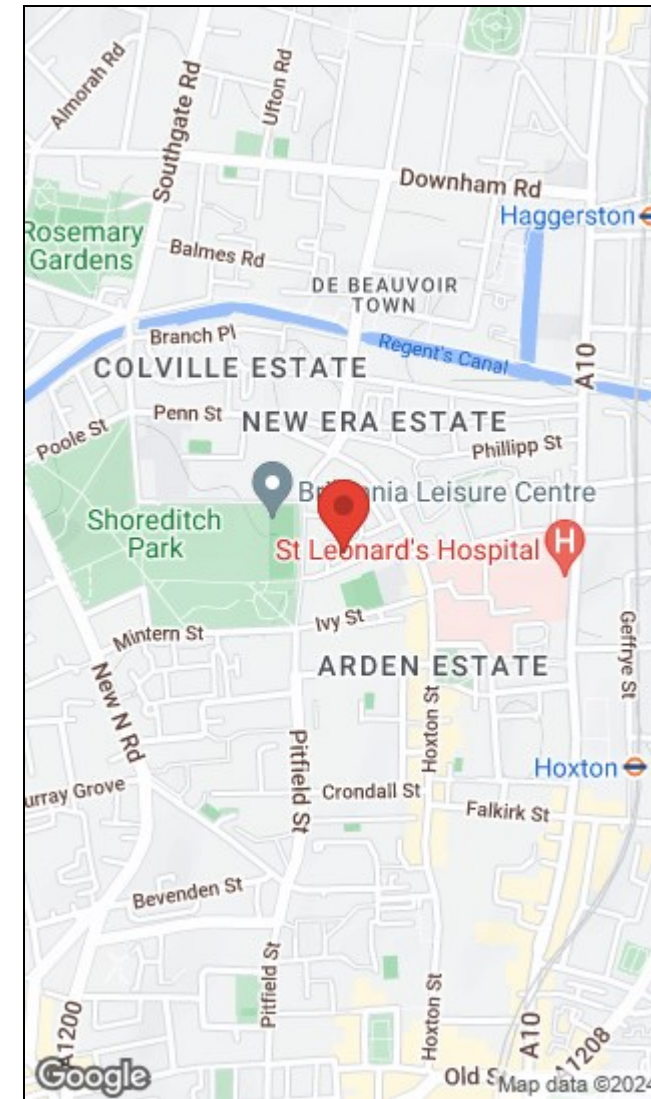 Almorah Rd
Southgate Rd
Ufton Rd
Downham Rd
Haggerston
Rosemary
Gardens
Balmes Rd
DE BEAUVOIR
TOWN
Branch Pl
Regent's Canal
A10
COLVILLE ESTATE
Penn St
NEW ERA ESTATE
Poole St
Phillipp St
Leisure Centre
Shoreditch
Park
St Leonard's Hospital
H
Ivy St
Mintern St
Geffrye St
ARDEN ESTATE
New N Rd
Hoxton St
Pitfield St
Hoxton
urray Grove
Crondall St
Falkirk St
Bevenden St
Pitfield St
Hoxton St
A1200
A10
A1208
Old S
Google
Map data ©2024